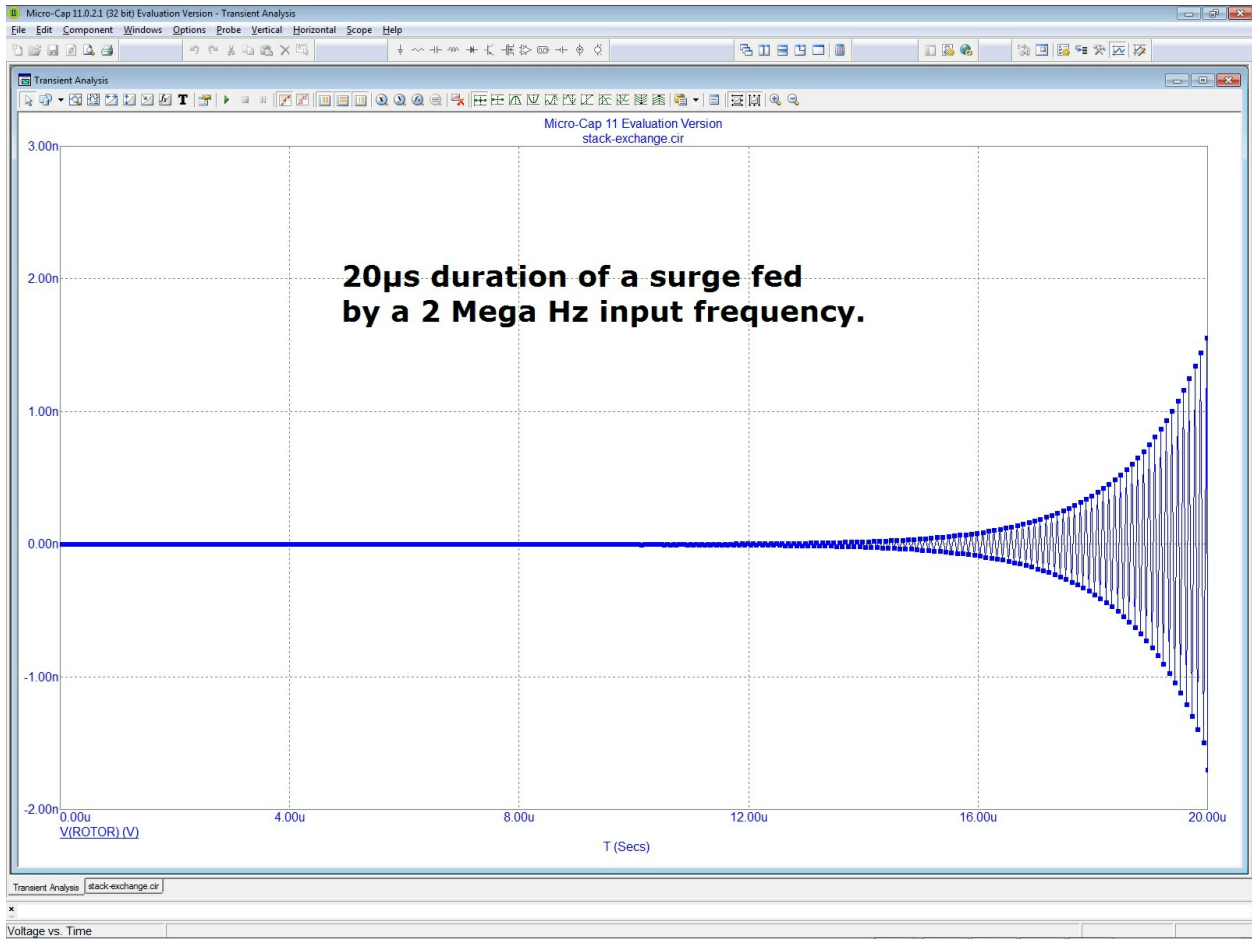 Micro-Cap 11.0.2.1 (32 bit) Evaluation Version - Transient Analysis
File Edit Component Windows Options Probe Vertical Horizontal Scope Help
Transient Analysis
T
Micro-Cap 11 Evaluation Version
stack-exchange.cir
3.00n
20µs duration of a surge fed
by a 2 Mega Hz input frequency.
2.00n
1.00n
0.00n
-1.00n
-2.00n
0.00u 4.00u 8.00u 12.00u 16.00u 20.00u
V(ROTOR) (V)
T (Secs)
Transient Analysis stack-exchange.cir
Voltage vs. Time